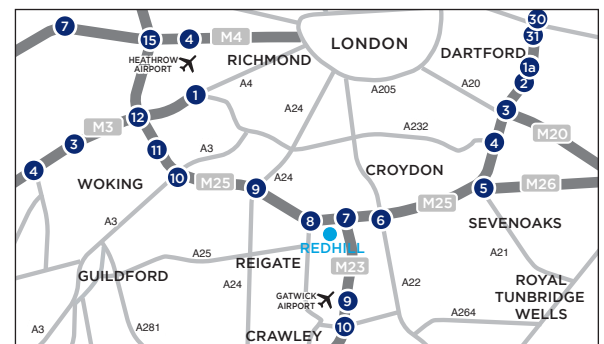 30
7
31
15
4
M4
LONDON
DARTFORD
HEATHROW
AIRPORT
RICHMOND
1a
2
A4
A205
A20
1
A24
3
12
M3
A232
M20
3
4
11
A3
4
CROYDON
10
M25
9
A24
M25
5
M26
WOKING
8
7
6
SEVENOAKS
A3
REDHILL
A25
REIGATE
A21
M23
GUILDFORD
A24
A22
ROYAL
TUNBRIDGE
WELLS
GATWICK
AIRPORT
9
A264
A3
A281
10
CRAWLEY